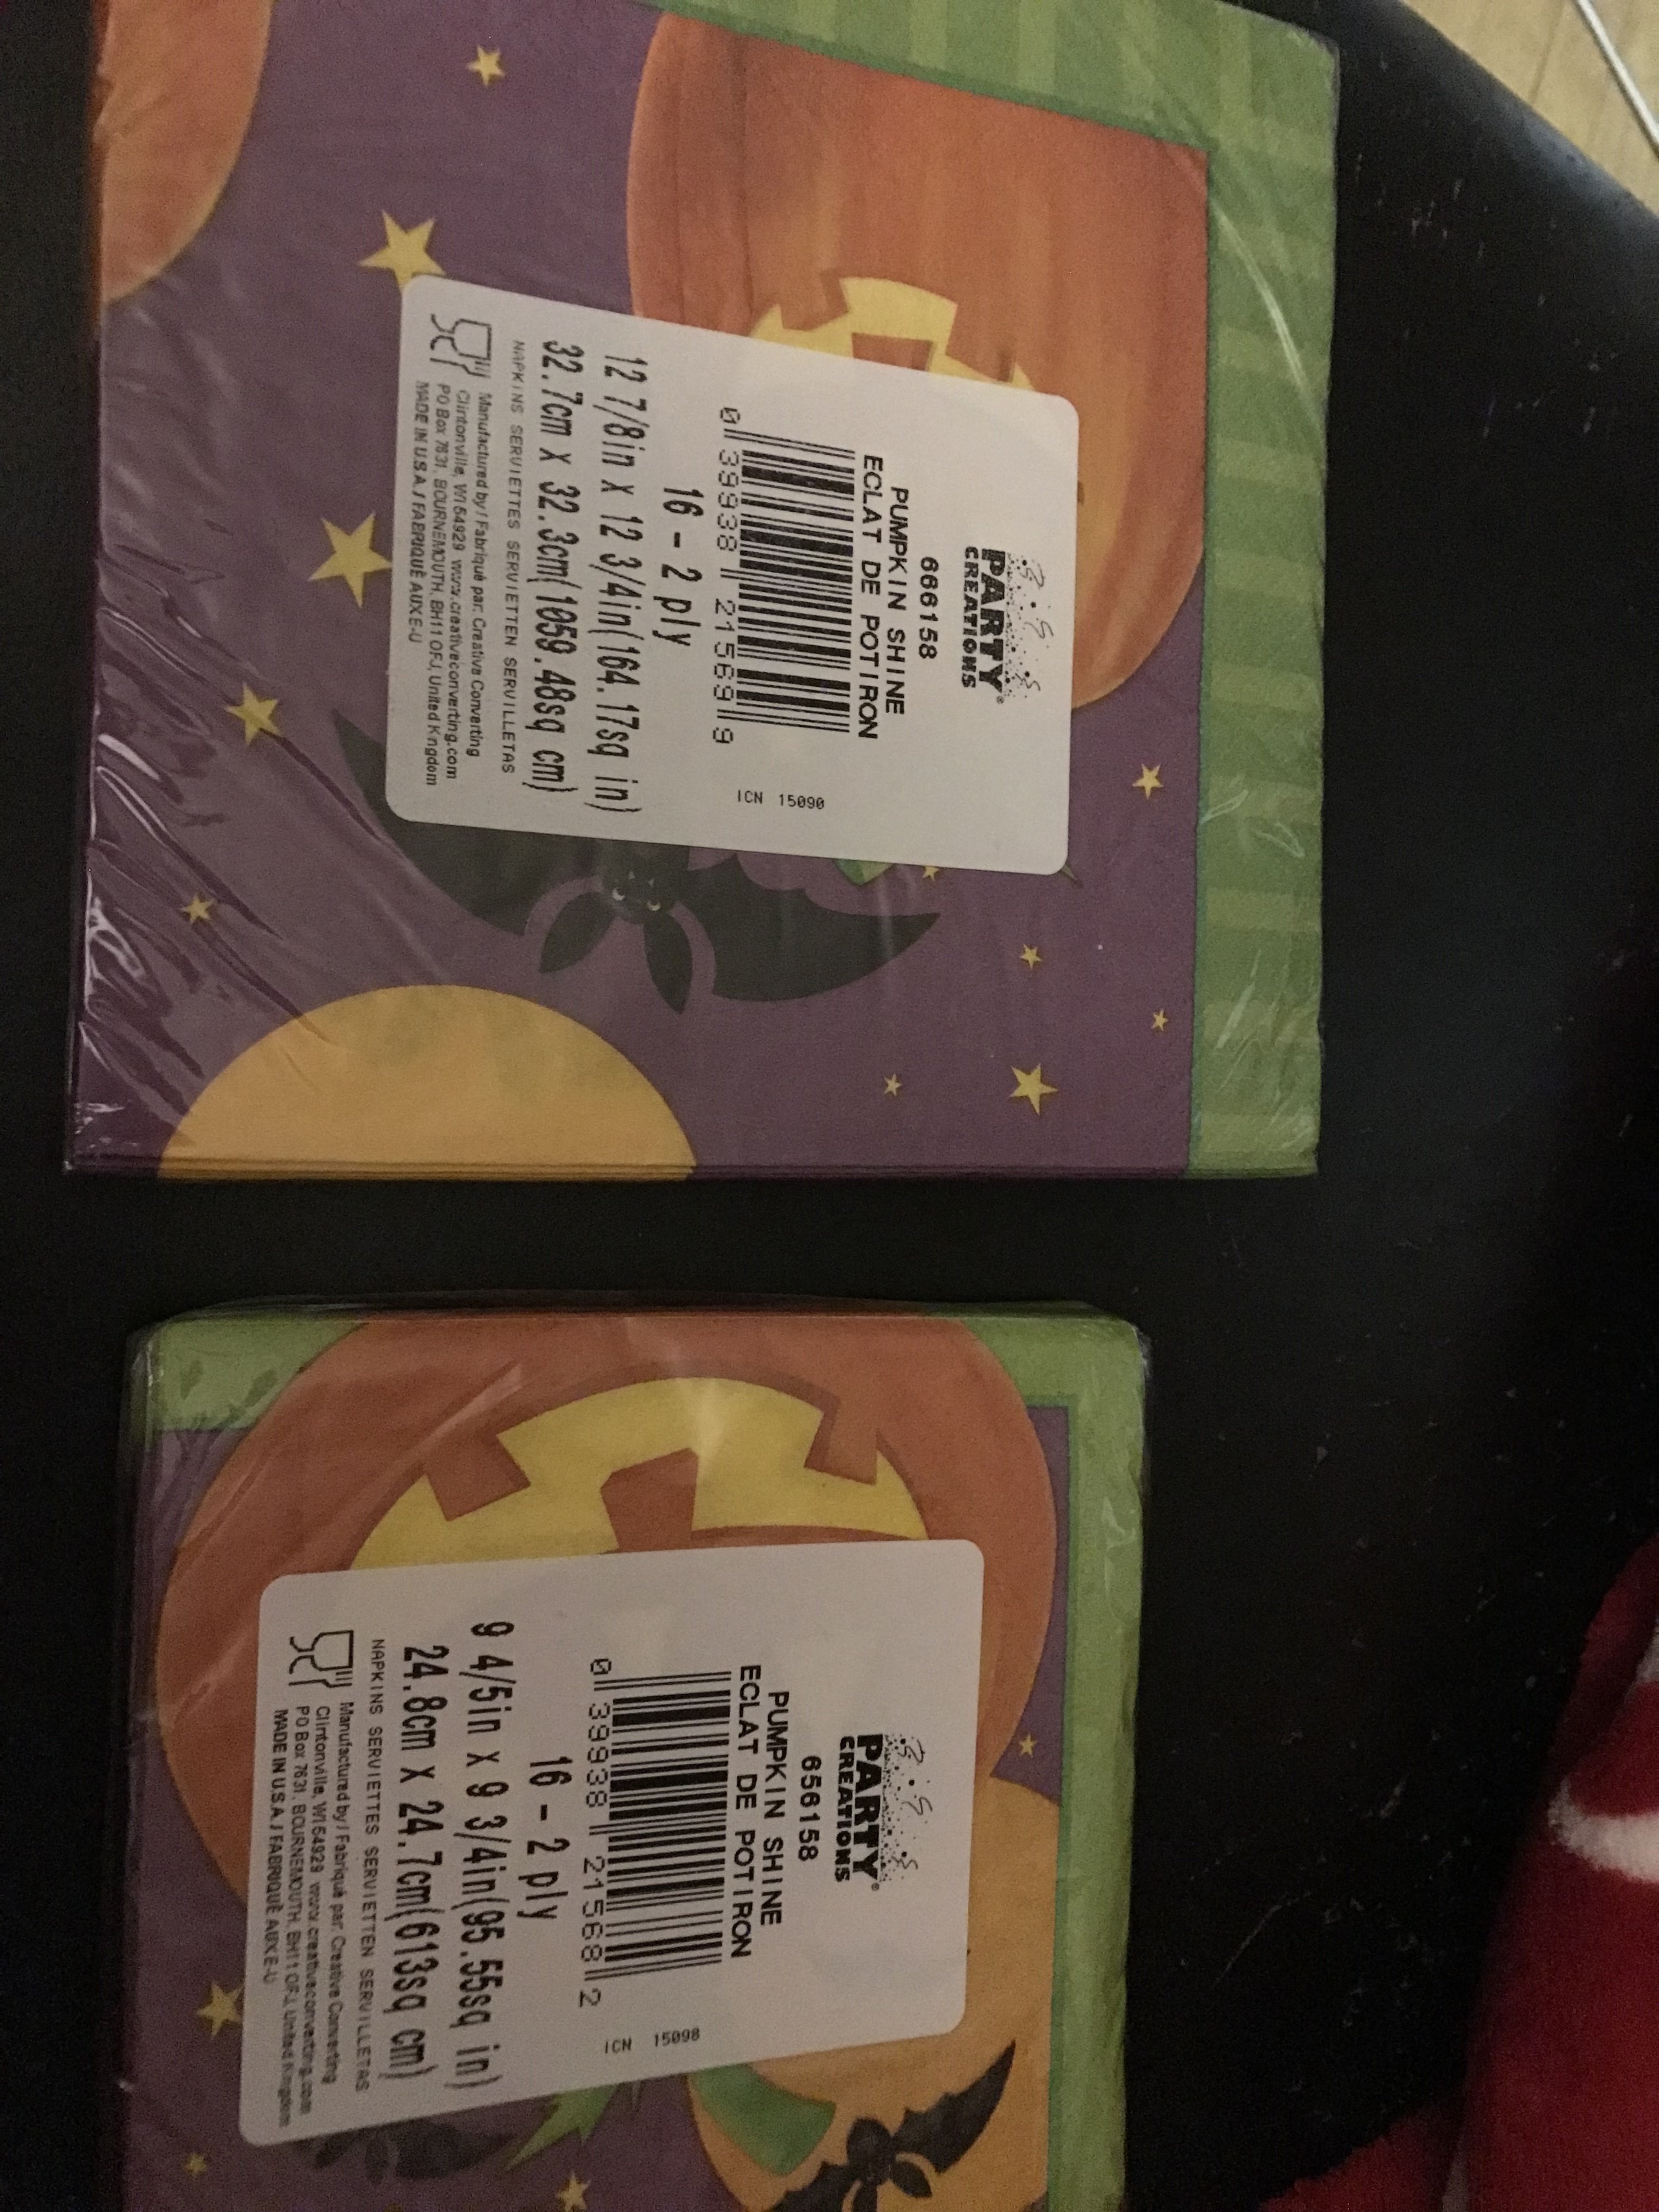 PARTY®
CREATIONS
666158
PUMPKIN SHINE
ECLAT DE POTIRON
0 39938 21569 9
ICN 15090
16 - 2 ply
12 7/8in x 12 3/4in(164.17sq in)
32.7cm x 32.3cm(1059.48sq cm)
NAPKINS SERVIETTES SERVIETTEN SERVILLETAS
Manufactured by / Fabriqué par: Creative Converting
Clintonville, WI 54929 www.creativeconverting.com
PO Box 7631, BOURNEMOUTH, BH11 OFJ, United Kingdom
MADE IN U.S.A. / FABRIQUÉ AUX E-U
PARTY®
CREATIONS
656158
PUMPKIN SHINE
ECLAT DE POTIRON
0 39938 21568 2
ICN 15098
16 - 2 ply
9 4/5in x 9 3/4in(95.55sq in)
24.8cm x 24.7cm(613sq cm)
NAPKINS SERVIETTES SERVIETTEN SERVILLETAS
Manufactured by / Fabriqué par: Creative Converting
Clintonville, WI 54929 www.creativeconverting.com
PO Box 7631, BOURNEMOUTH, BH11 OFJ, United Kingdom
MADE IN U.S.A. / FABRIQUÉ AUX E-U